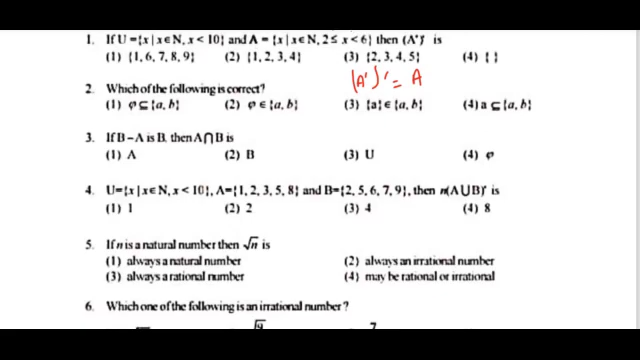 1. If U={x | x∈N, x < 10} and A = {x | x∈N, 2 ≤ x < 6} then (A')' is
(1) {1, 6, 7, 8, 9} (2) {1, 2, 3, 4} (3) {2, 3, 4, 5} (4) { }
(A')' = A
2. Which of the following is correct?
(1) φ⊆{a, b} (2) φ∈{a, b} (3) {a}∈{a, b} (4) a⊆{a, b}
3. If B−A is B, then A⋂B is
(1) A (2) B (3) U (4) φ
4. U={x | x∈N, x < 10}, A={1, 2, 3, 5, 8} and B={2, 5, 6, 7, 9}, then n(A⋃B)' is
(1) 1 (2) 2 (3) 4 (4) 8
5. If n is a natural number then √n is
(1) always a natural number (2) always an irrational number
(3) always a rational number (4) may be rational or irrational
6. Which one of the following is an irrational number ?